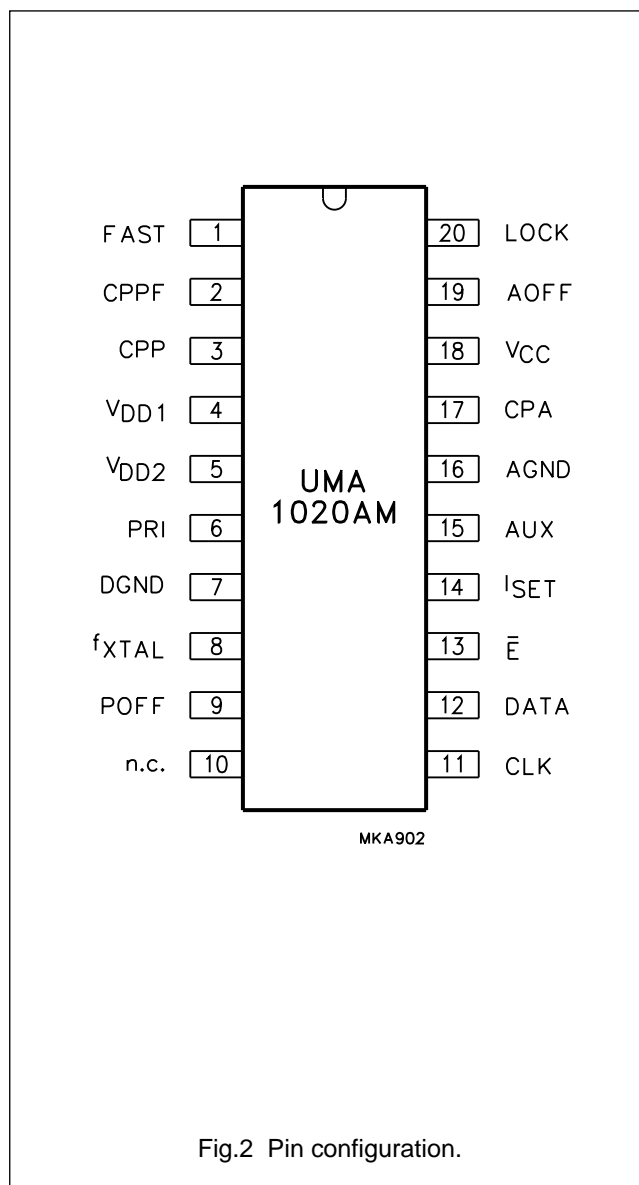 FAST 1 20 LOCK
CPPF 2 19 AOFF
CPP 3 18 VCC
VDD1 4 17 CPA
VDD2 5 16 AGND
UMA
1020AM
PRI 6 15 AUX
DGND 7 14 ISET
fXTAL 8 13 E̅
POFF 9 12 DATA
n.c. 10 11 CLK
MKA902
Fig.2 Pin configuration.